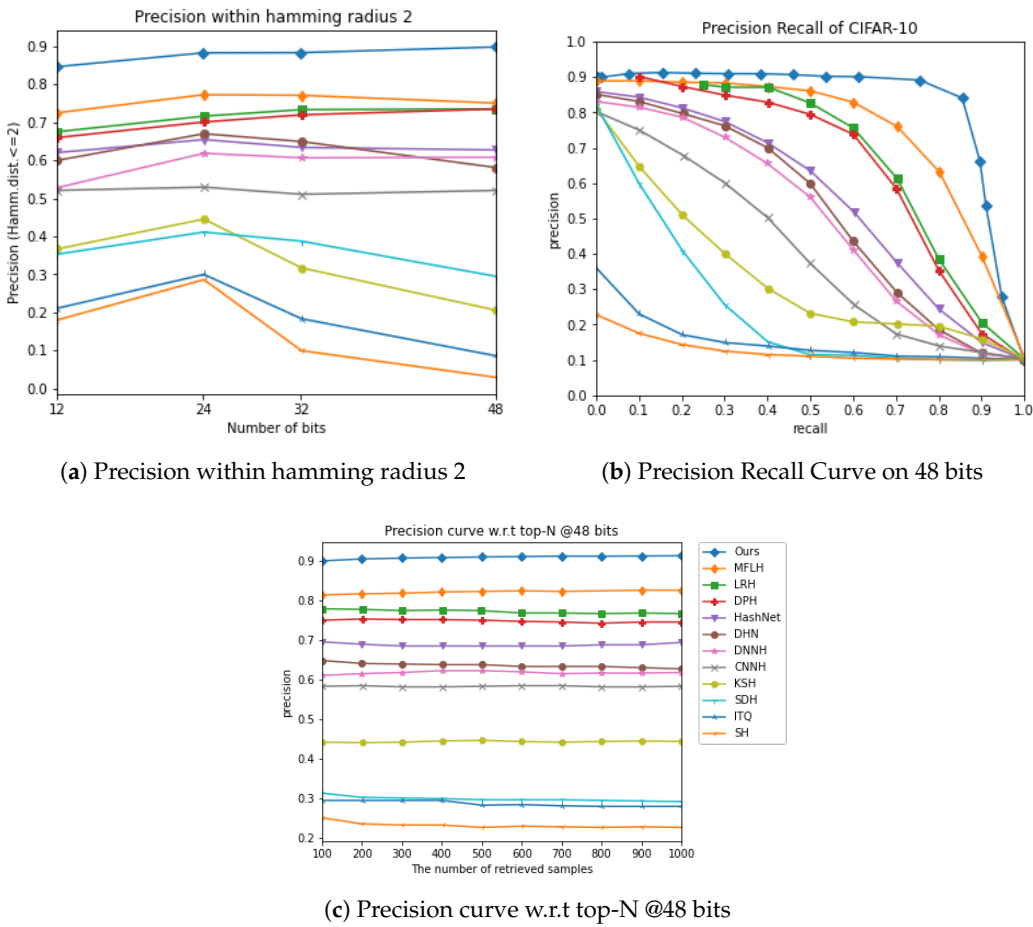 Precision within hamming radius 2
Precision (Hamm.dist.<=2)
0.9
0.8
0.7
0.6
0.5
0.4
0.3
0.2
0.1
0.0
12 24 32 48
Number of bits
(a) Precision within hamming radius 2
Precision Recall of CIFAR-10
precision
1.0
0.9
0.8
0.7
0.6
0.5
0.4
0.3
0.2
0.1
0.0
0.0 0.1 0.2 0.3 0.4 0.5 0.6 0.7 0.8 0.9 1.0
recall
(b) Precision Recall Curve on 48 bits
Precision curve w.r.t top-N @48 bits
precision
0.9
0.8
0.7
0.6
0.5
0.4
0.3
0.2
100 200 300 400 500 600 700 800 900 1000
The number of retrieved samples
Ours
MFLH
LRH
DPH
HashNet
DHN
DNNH
CNNH
KSH
SDH
ITQ
SH
(c) Precision curve w.r.t top-N @48 bits